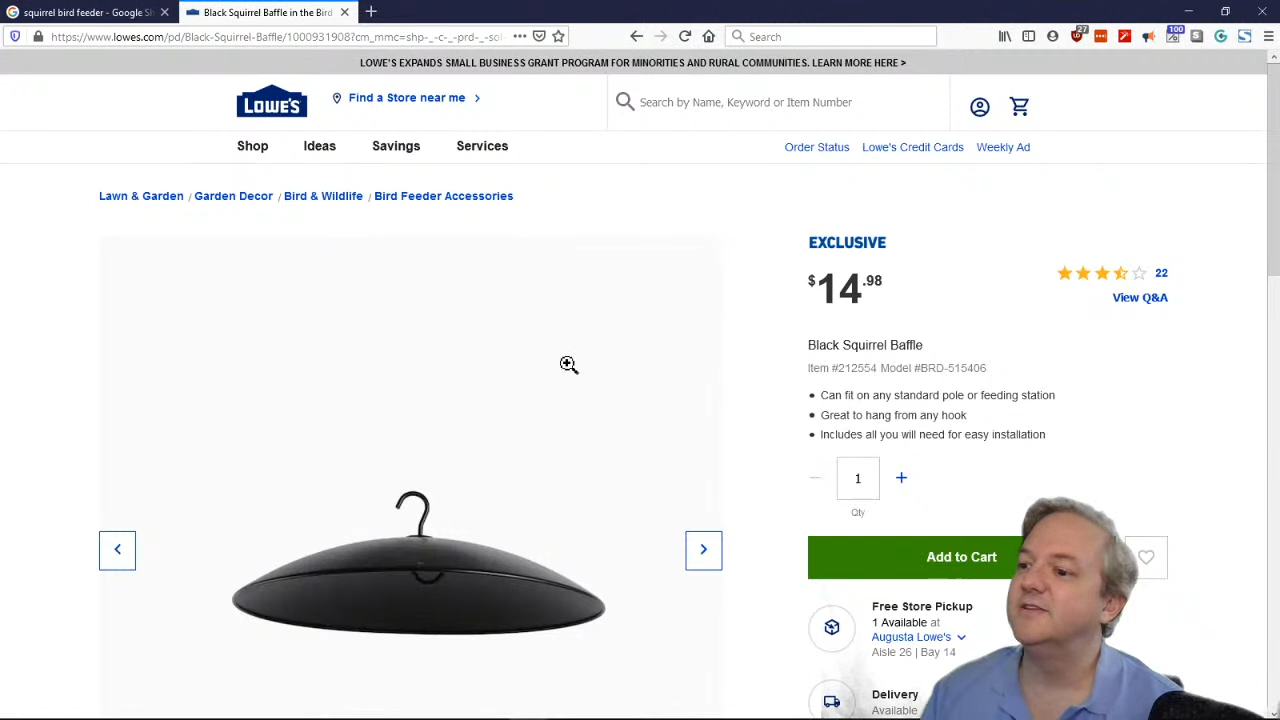 squirrel bird feeder - Google Sh
Black Squirrel Baffle in the Bird
https://www.lowes.com/pd/Black-Squirrel-Baffle/1000931908?cm_mmc=shp-_-c-_-prd-_-sol-
Search
27
100
LOWE'S EXPANDS SMALL BUSINESS GRANT PROGRAM FOR MINORITIES AND RURAL COMMUNITIES. LEARN MORE HERE >
LOWE'S
Find a Store near me
Search by Name, Keyword or Item Number
Shop
Ideas
Savings
Services
Order Status
Lowe's Credit Cards
Weekly Ad
Lawn & Garden / Garden Decor / Bird & Wildlife / Bird Feeder Accessories
EXCLUSIVE
$14.98
22
View Q&A
Black Squirrel Baffle
Item #212554 Model #BRD-515406
• Can fit on any standard pole or feeding station
• Great to hang from any hook
• Includes all you will need for easy installation
1
Qty
Add to Cart
Free Store Pickup
1 Available at
Augusta Lowe's
Aisle 26 | Bay 14
Delivery
Available